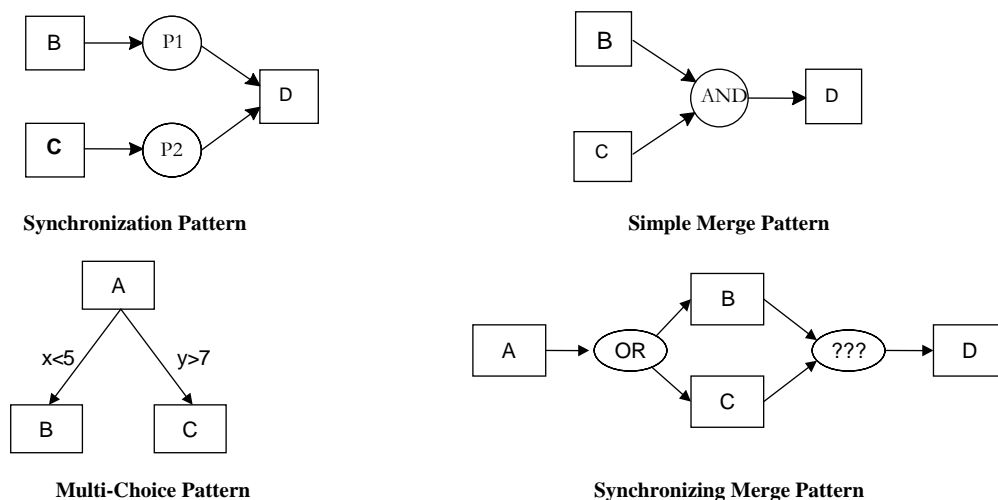 B
P1
D
C
P2
Synchronization Pattern
B
AND
D
C
Simple Merge Pattern
A
x<5
y>7
B
C
Multi-Choice Pattern
A
OR
B
C
???
D
Synchronizing Merge Pattern